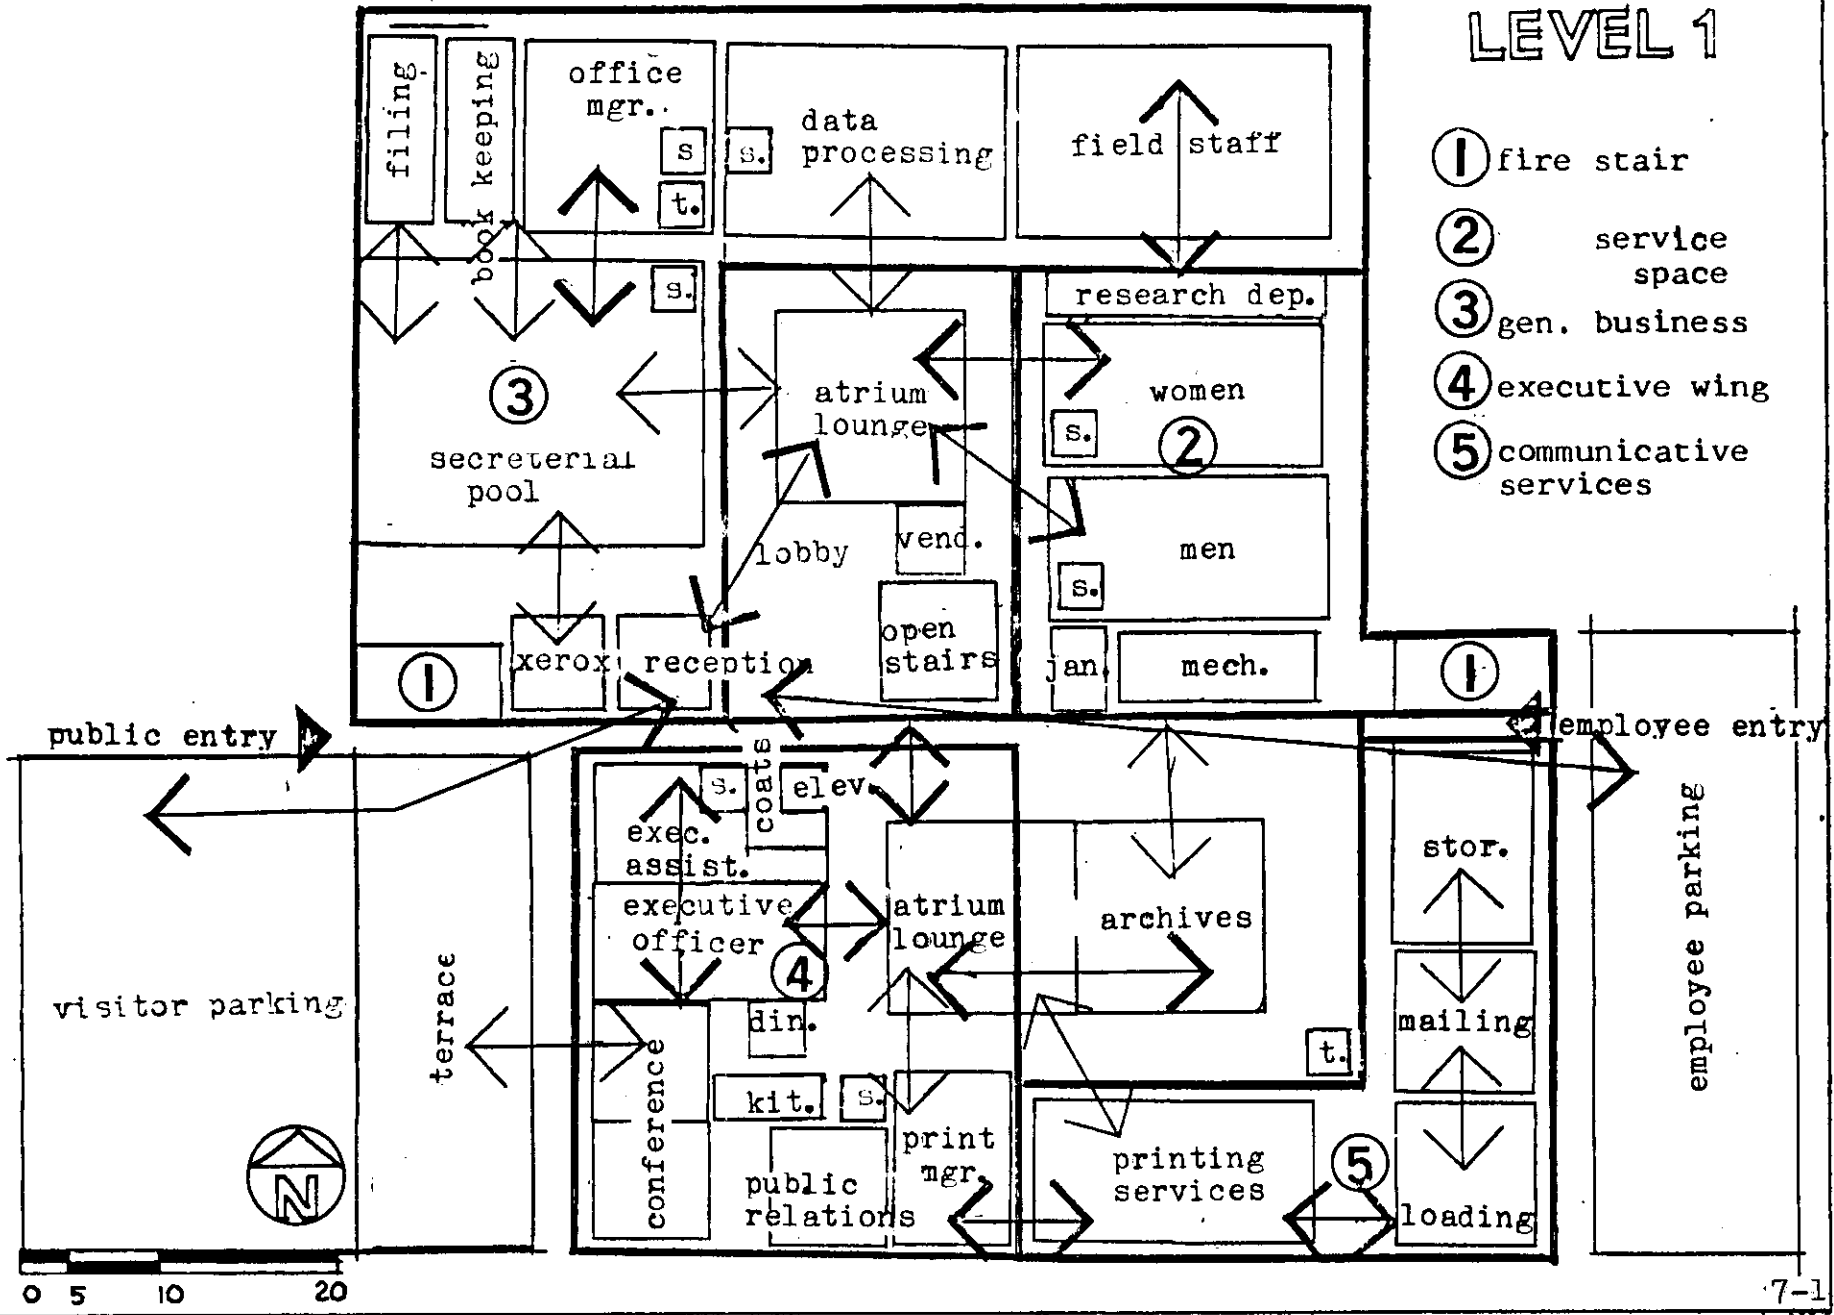 LEVEL 1
1 fire stair
2 service
space
3 gen. business
4 executive wing
5 communicative
services
filing
book keeping
office
mgr.
s
t.
s.
data
processing
field staff
s.
research dep.
3
secreterial
pool
atrium
lounge
women
s.
2
men
s.
lobby
vend.
open
stairs
1
xerox
reception
jan.
mech.
1
public entry
employee entry
s.
coats
elev.
exec.
assist.
executive
officer
4
atrium
lounge
archives
stor.
employee parking
visitor parking
terrace
din.
mailing
t.
conference
kit.
s.
print
mgr.
public
relations
printing
services
5
loading
N
0 5 10 20
7-1